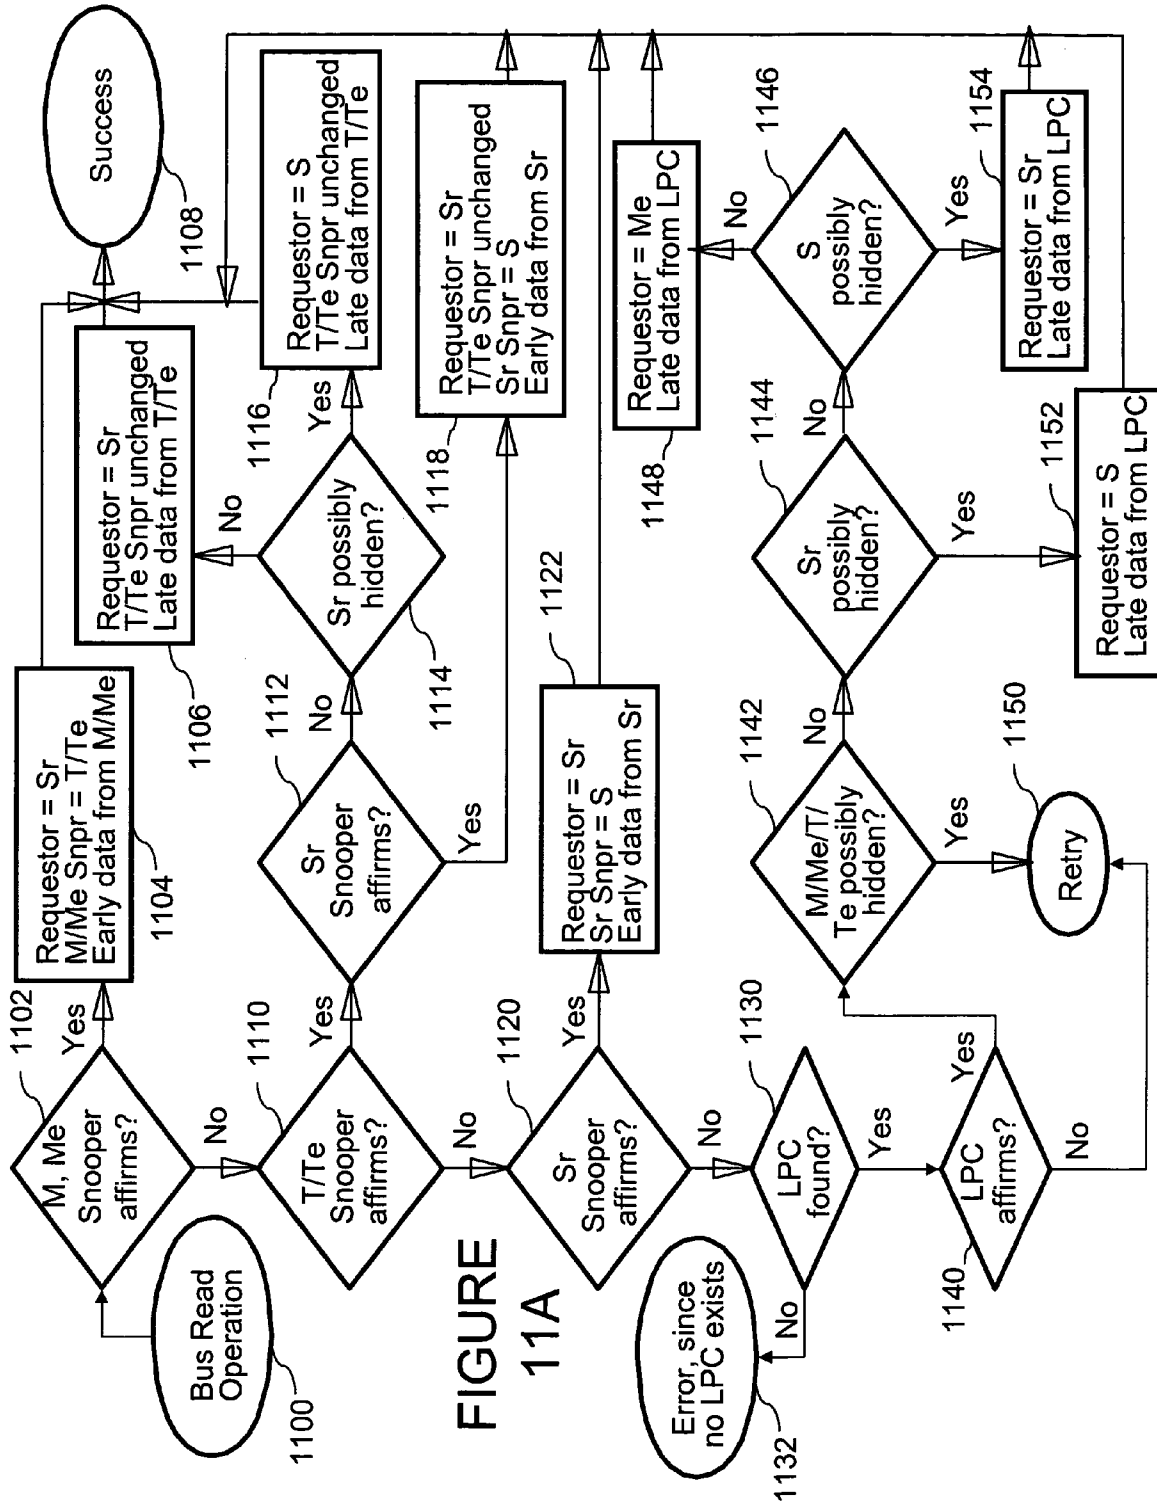 Bus Read
Operation
1100
M, Me
Snooper
affirms?
1102
Yes
No
Requestor = Sr
M/Me Snpr = T/Te
Early data from M/Me
1104
Requestor = Sr
T/Te Snpr unchanged
Late data from T/Te
1106
Success
1108
T/Te
Snooper
affirms?
1110
Yes
No
Sr
Snooper
affirms?
1112
No
Yes
Sr possibly
hidden?
1114
No
Yes
Requestor = S
T/Te Snpr unchanged
Late data from T/Te
1116
Requestor = Sr
T/Te Snpr unchanged
Sr Snpr = S
Early data from Sr
1118
Sr
Snooper
affirms?
1120
Yes
No
Requestor = Sr
Sr Snpr = S
Early data from Sr
1122
LPC
found?
1130
No
Yes
Error, since
no LPC exists
1132
LPC
affirms?
1140
Yes
No
M/Me/T/
Te possibly
hidden?
1142
No
Yes
Sr
possibly
hidden?
1144
No
Yes
S
possibly
hidden?
1146
No
Yes
Requestor = Me
Late data from LPC
1148
Retry
1150
Requestor = S
Late data from LPC
1152
Requestor = Sr
Late data from LPC
1154
FIGURE
11A